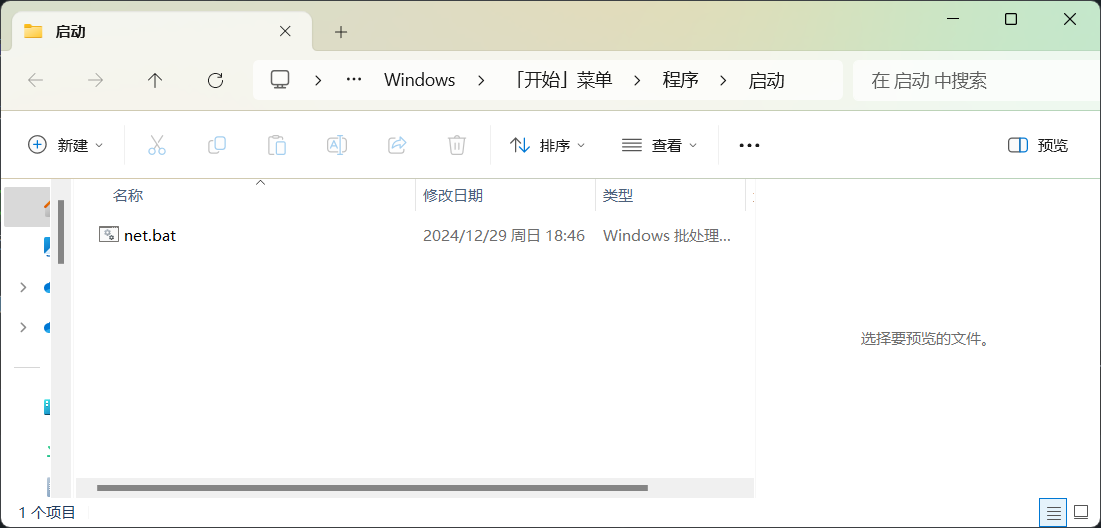 启动
Windows 「开始」菜单 程序 启动 在 启动 中搜索
新建 排序 查看 预览
名称 修改日期 类型
net.bat 2024/12/29 周日 18:46 Windows 批处理...
选择要预览的文件。
1 个项目